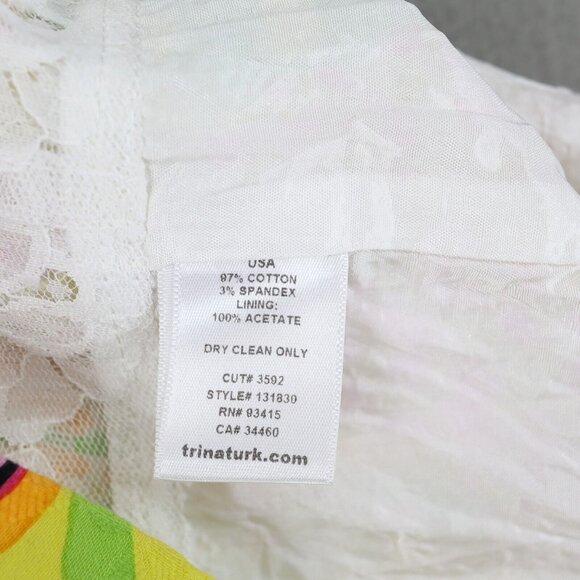 USA
97% COTTON
3% SPANDEX
LINING:
100% ACETATE
DRY CLEAN ONLY
CUT# 3592
STYLE# 131839
RN# 93415
CA# 34460
trinaturk.com